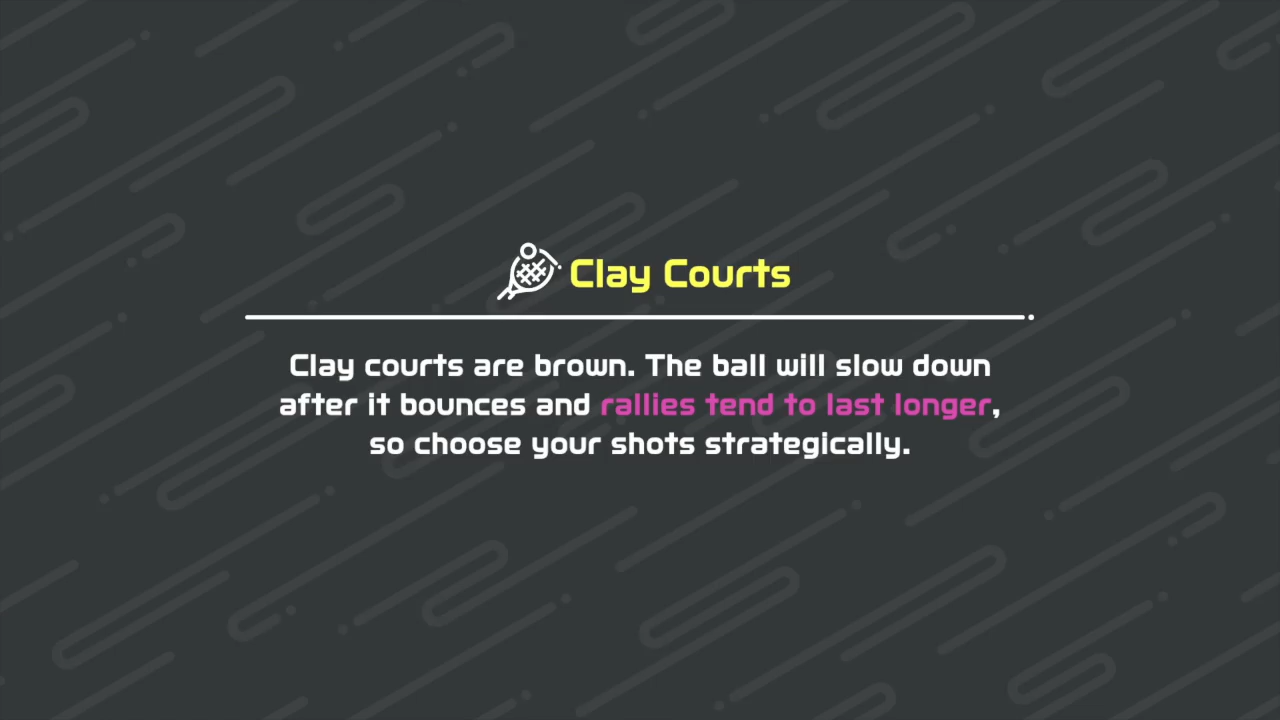 Clay Courts
Clay courts are brown. The ball will slow down
after it bounces and rallies tend to last longer,
so choose your shots strategically.